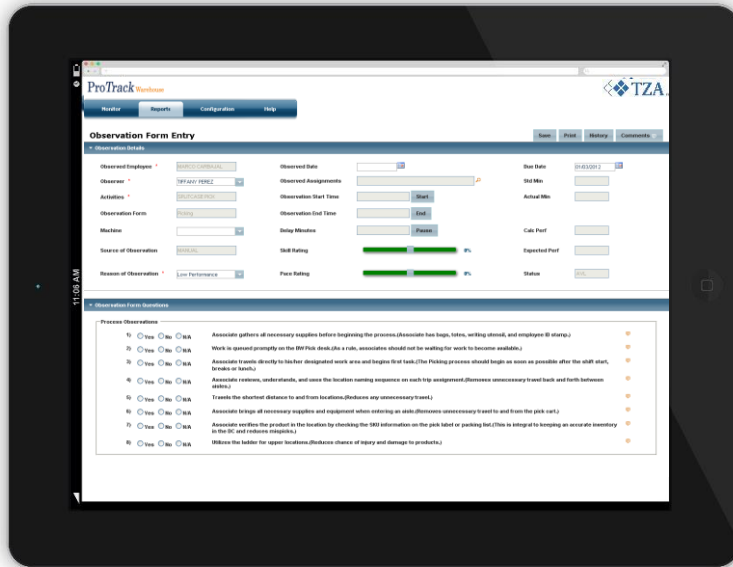 ProTrack Warehouse
TZA
Monitor Reports Configuration Help
Observation Form Entry
Save Print History Comments
Observation Details
Observed Employee * MARCO CARBAJAL Observed Date Due Date 01/03/2012
Observer * TIFFANY PEREZ Observed Assignments Std Min
Activities * SPLITCASE PICK Observation Start Time Start Actual Min
Observation Form Picking Observation End Time End
Machine Delay Minutes Pause Calc Perf
Source of Observation MANUAL Skill Rating 0% Expected Perf
Reason of Observation * Low Performance Pace Rating 0% Status N/A
11:06 AM
Observation Form Questions
Process Observations
1) Yes No N/A Associate gathers all necessary supplies before beginning the process.(Associate has bags, totes, writing utensil, and employee ID stamp.)
2) Yes No N/A Work is queued promptly on the DW Pick desk.(As a rule, associates should not be waiting for work to become available.)
3) Yes No N/A Associate travels directly to his/her designated work area and begins first task.(The Picking process should begin as soon as possible after the shift start,
breaks or lunch.)
4) Yes No N/A Associate reviews, understands, and uses the location naming sequence on each trip assignment.(Removes unnecessary travel back and forth between
aisles.)
5) Yes No N/A Travels the shortest distance to and from locations.(Reduces any unnecessary travel.)
6) Yes No N/A Associate brings all necessary supplies and equipment when entering an aisle.(Removes unnecessary travel to and from the pick cart.)
7) Yes No N/A Associate verifies the product in the location by checking the SKU information on the pick label or packing list.(This is integral to keeping an accurate inventory
in the DC and reduces mispicks.)
8) Yes No N/A Utilizes the ladder for upper locations.(Reduces chance of injury and damage to products.)